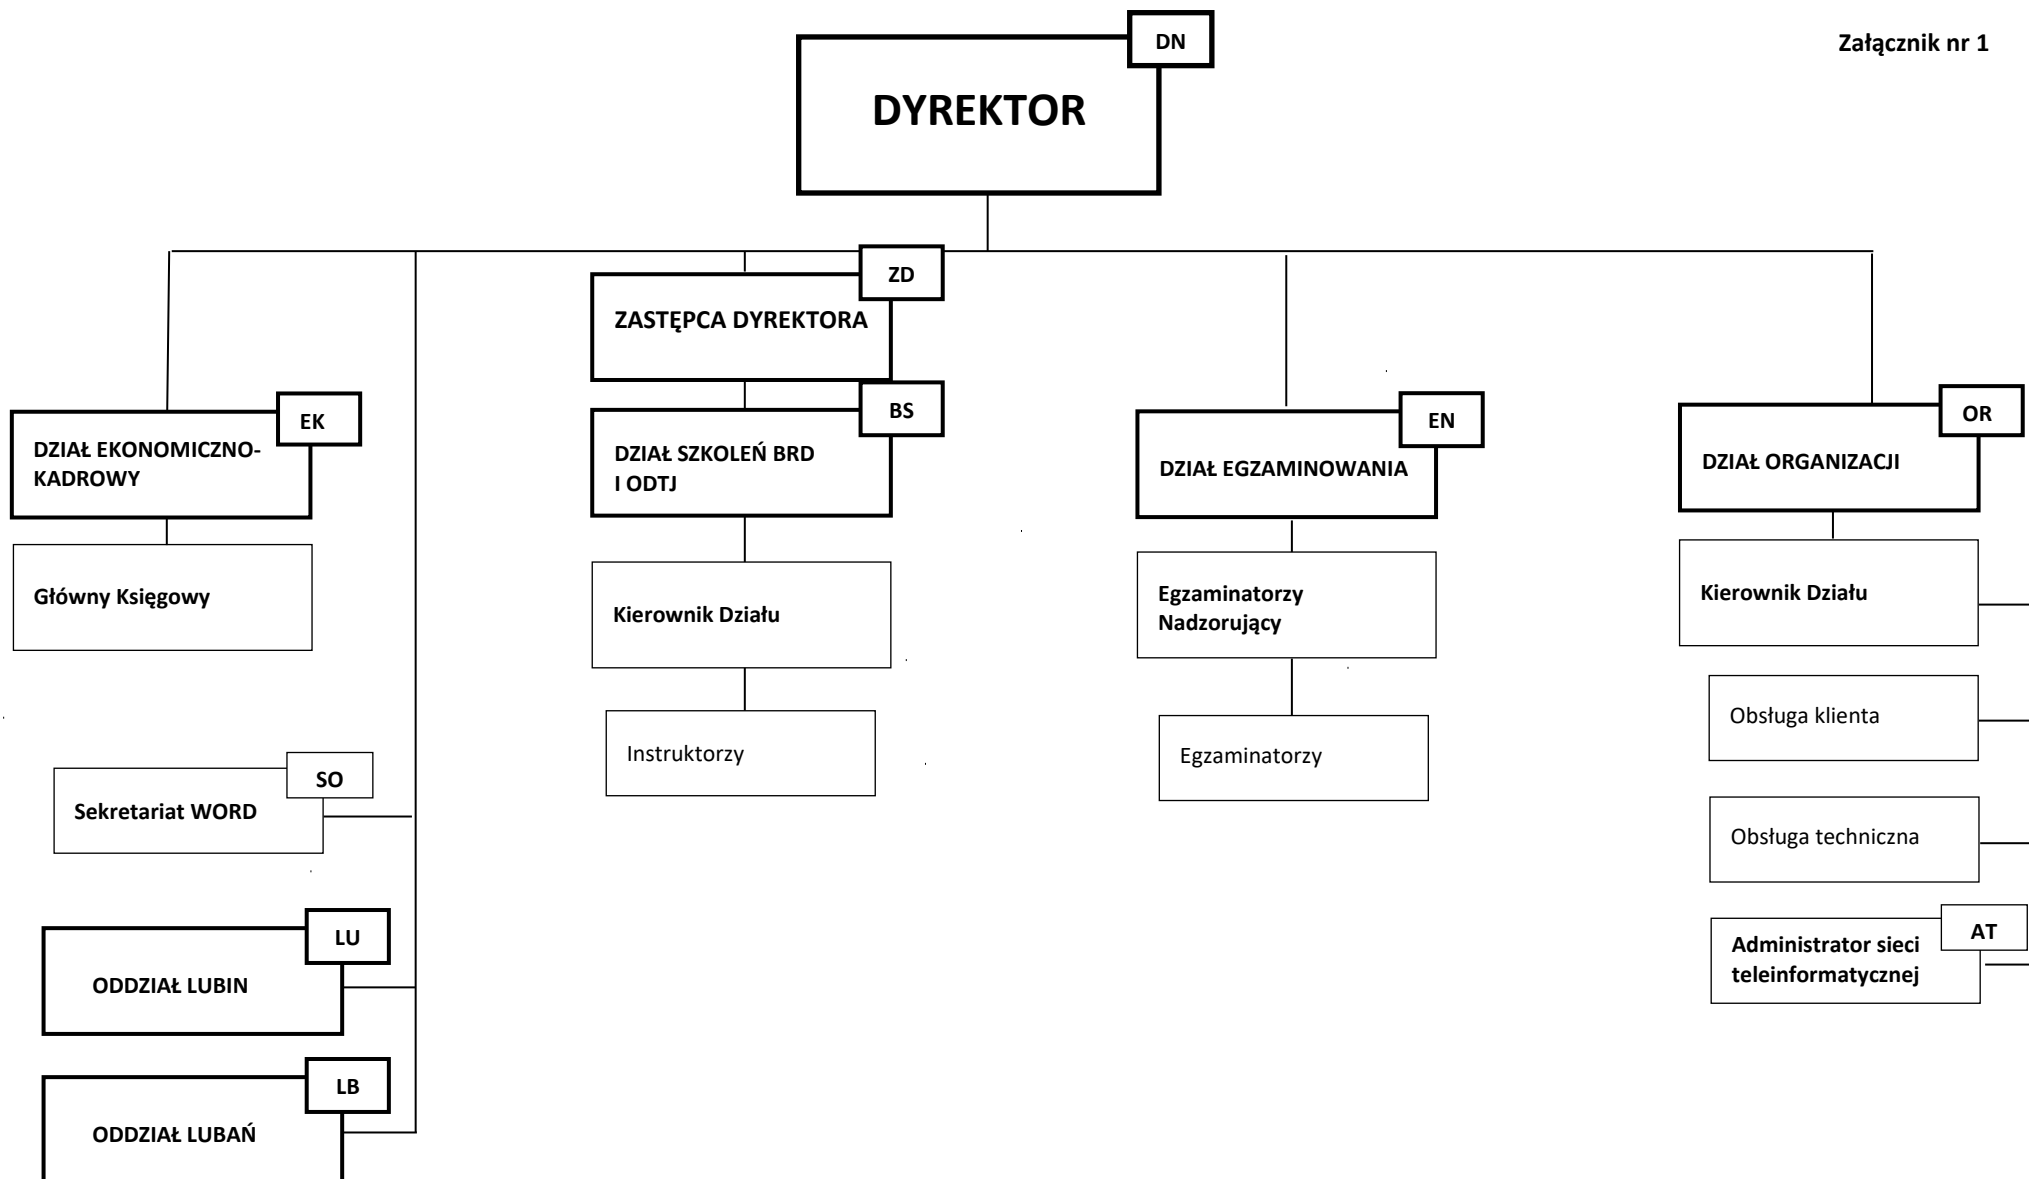 DN
Załącznik nr 1
DYREKTOR
ZD
ZASTĘPCA DYREKTORA
EK
DZIAŁ EKONOMICZNO-
KADROWY
BS
DZIAŁ SZKOLEŃ BRD
I ODTJ
EN
DZIAŁ EGZAMINOWANIA
OR
DZIAŁ ORGANIZACJI
Główny Księgowy
Kierownik Działu
Egzaminatorzy
Nadzorujący
Kierownik Działu
Instruktorzy
Egzaminatorzy
Obsługa klienta
SO
Sekretariat WORD
Obsługa techniczna
LU
ODDZIAŁ LUBIN
AT
Administrator sieci
teleinformatycznej
LB
ODDZIAŁ LUBAŃ